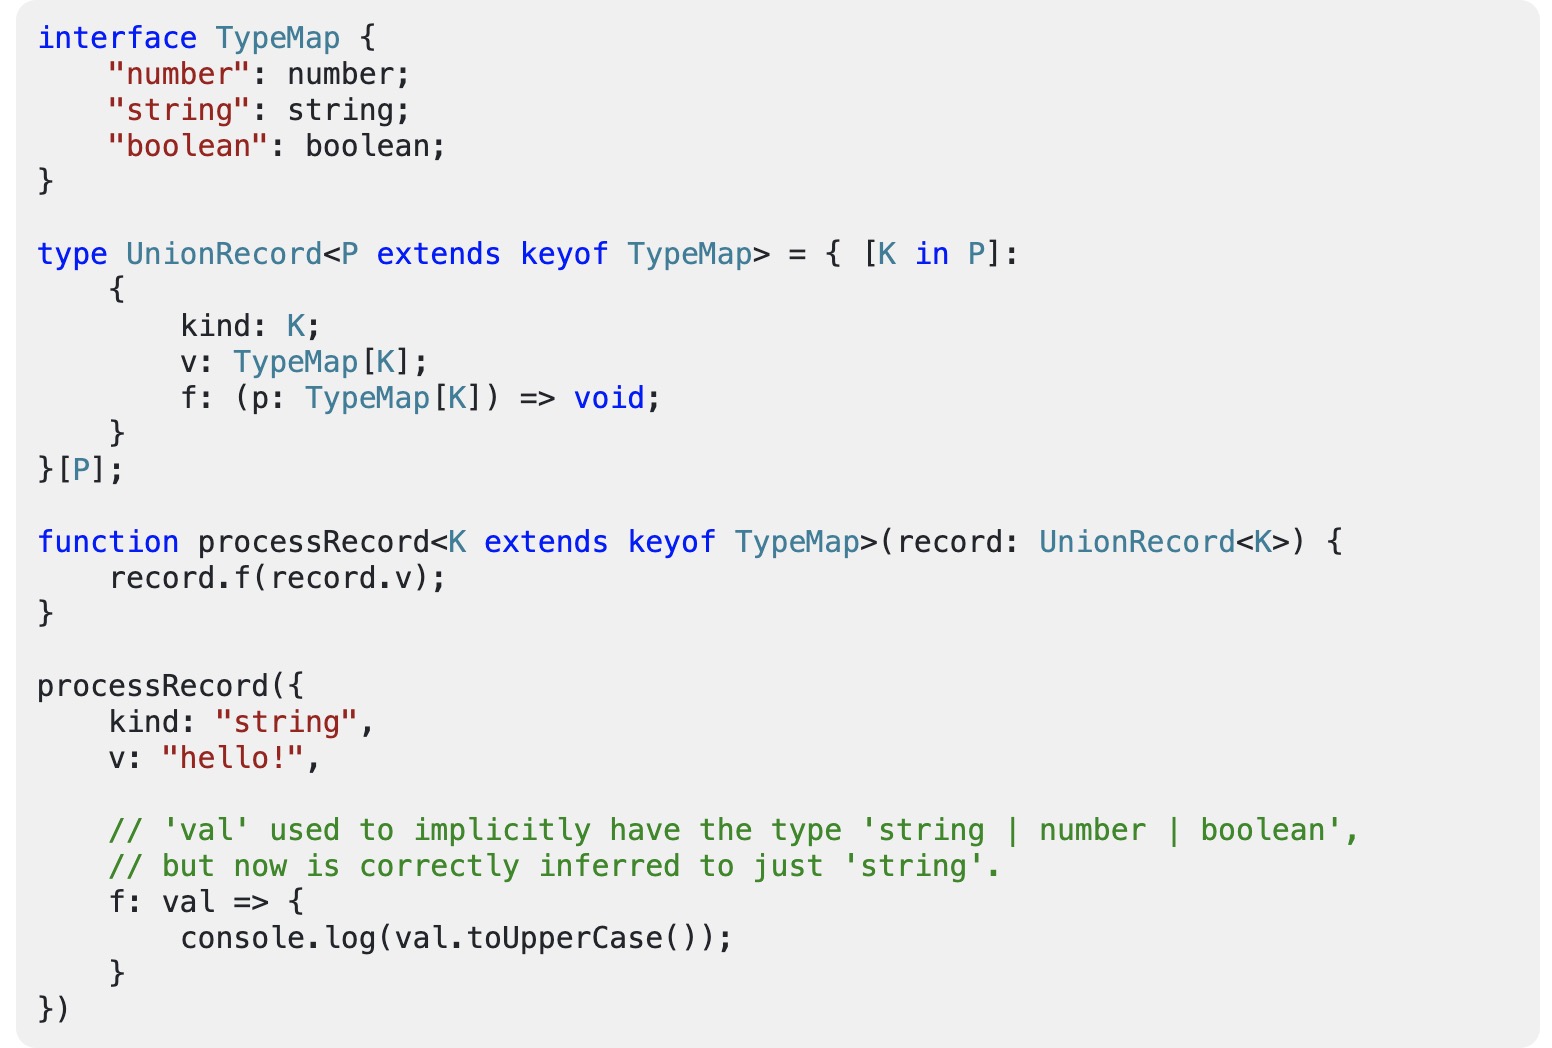 interface TypeMap {
    "number": number;
    "string": string;
    "boolean": boolean;
}

type UnionRecord<P extends keyof TypeMap> = { [K in P]:
    {
        kind: K;
        v: TypeMap[K];
        f: (p: TypeMap[K]) => void;
    }
}[P];

function processRecord<K extends keyof TypeMap>(record: UnionRecord<K>) {
    record.f(record.v);
}

processRecord({
    kind: "string",
    v: "hello!",

    // 'val' used to implicitly have the type 'string | number | boolean',
    // but now is correctly inferred to just 'string'.
    f: val => {
        console.log(val.toUpperCase());
    }
})